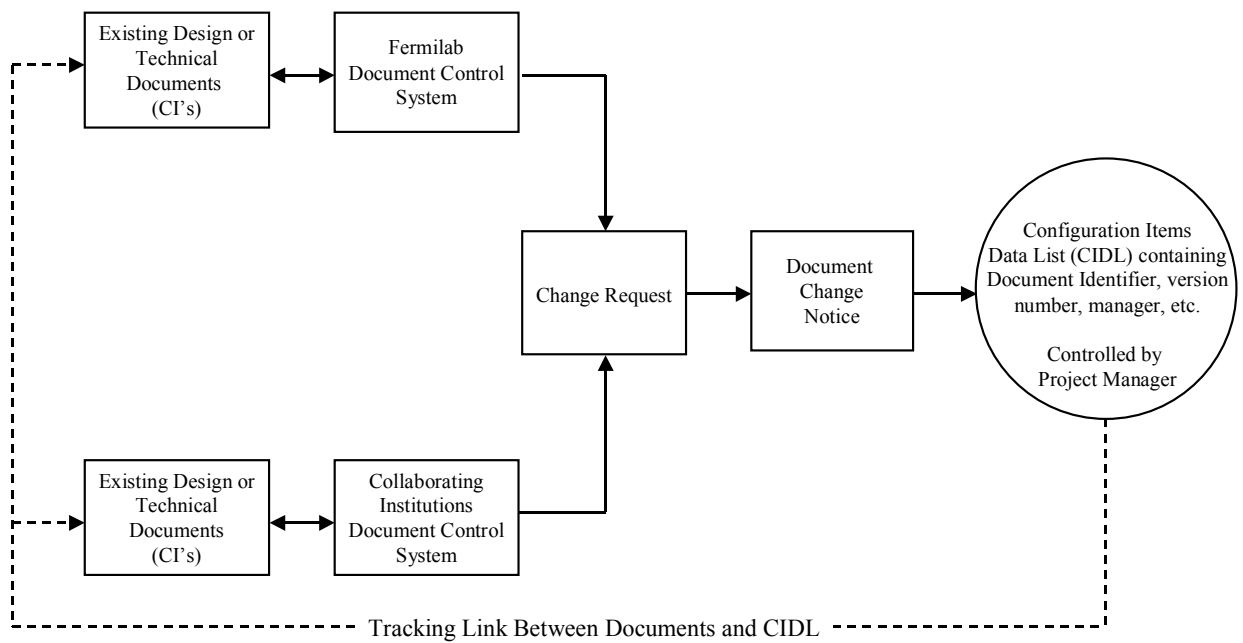 Existing Design or
Technical
Documents
(CI’s)
Fermilab
Document Control
System
Change Request
Document
Change
Notice
Configuration Items
Data List (CIDL) containing
Document Identifier, version
number, manager, etc.
Controlled by
Project Manager
Existing Design or
Technical
Documents
(CI’s)
Collaborating
Institutions
Document Control
System
Tracking Link Between Documents and CIDL